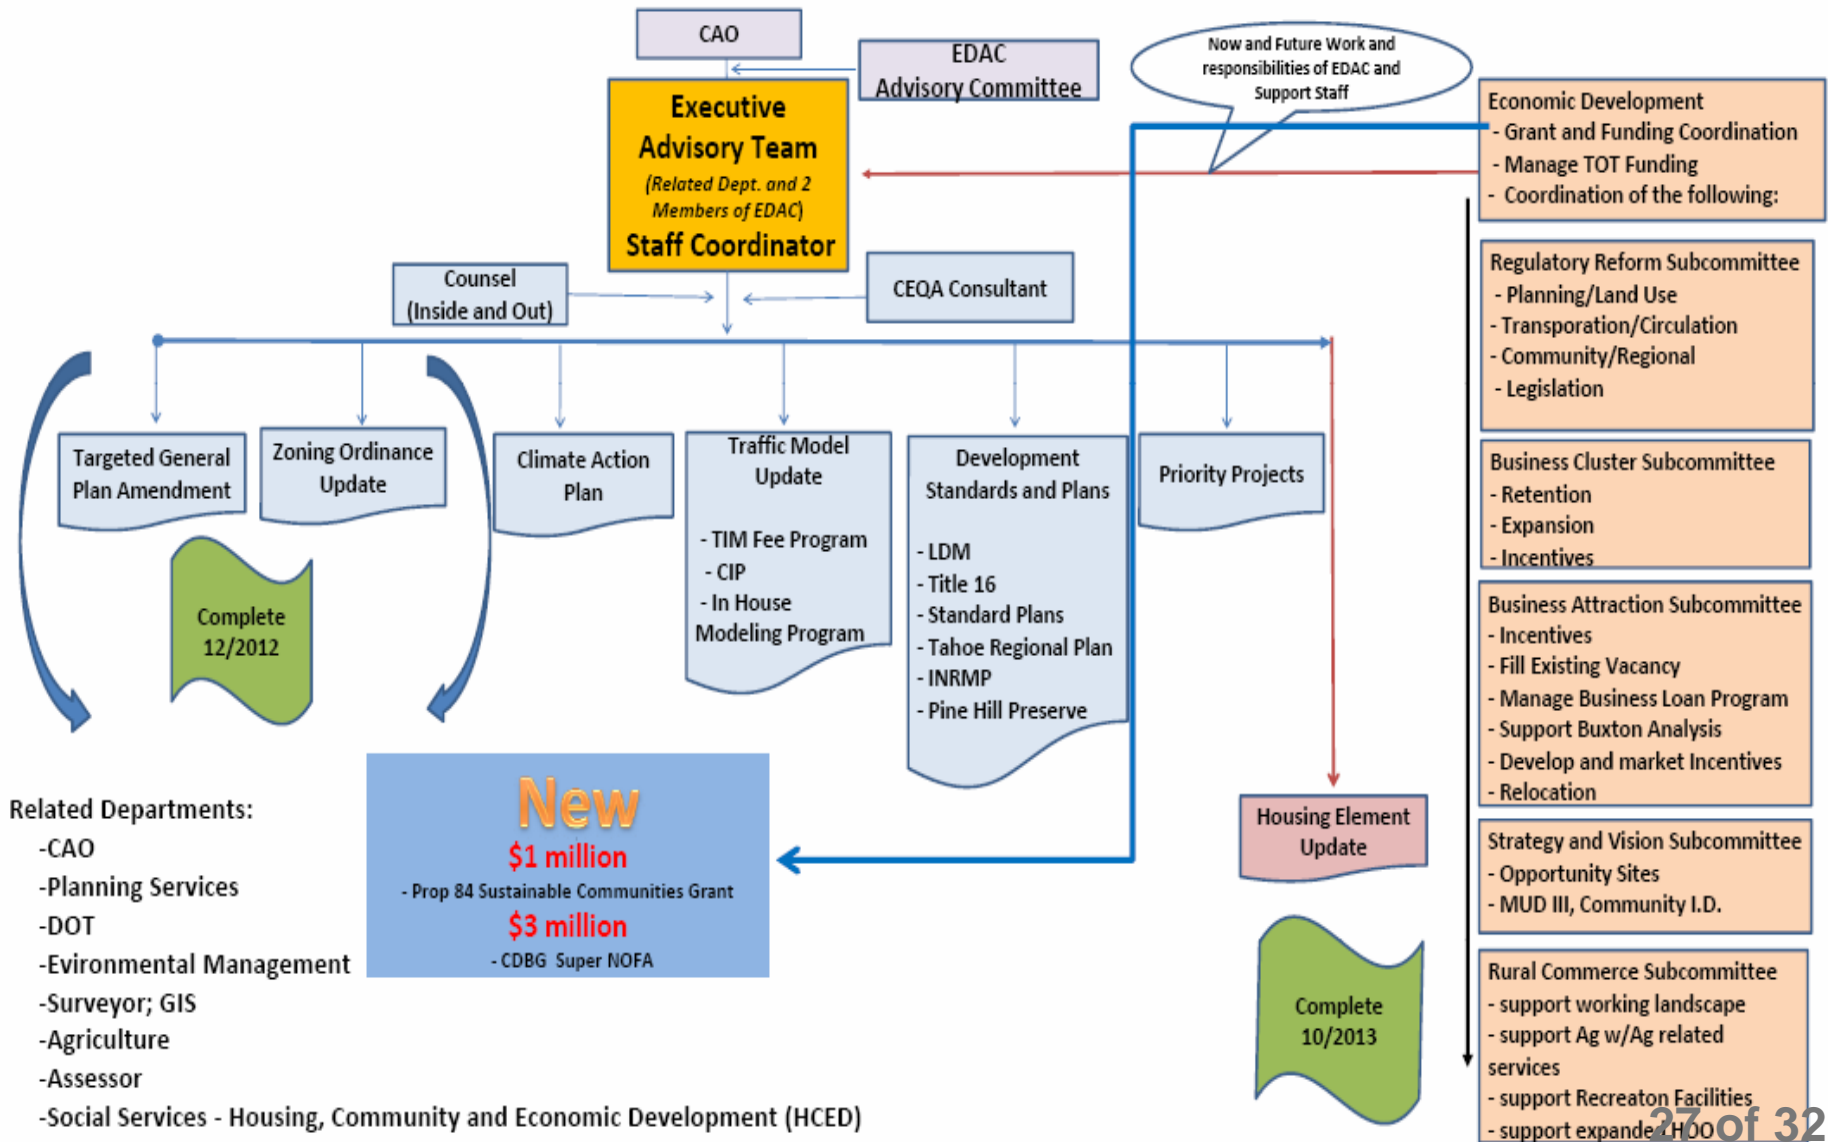 CAO
EDAC
Advisory Committee
Executive
Advisory Team
(Related Dept. and 2
Members of EDAC)
Staff Coordinator
Now and Future Work and
responsibilities of EDAC and
Support Staff
Counsel
(Inside and Out)
CEQA Consultant
Targeted General
Plan Amendment
Zoning Ordinance
Update
Climate Action
Plan
Traffic Model
Update
- TIM Fee Program
- CIP
- In House
Modeling Program
Development
Standards and Plans
- LDM
- Title 16
- Standard Plans
- Tahoe Regional Plan
- INRMP
- Pine Hill Preserve
Priority Projects
Complete
12/2012
New
$1 million
- Prop 84 Sustainable Communities Grant
$3 million
- CDBG Super NOFA
Housing Element
Update
Complete
10/2013
Related Departments:
-CAO
-Planning Services
-DOT
-Evironmental Management
-Surveyor; GIS
-Agriculture
-Assessor
-Social Services - Housing, Community and Economic Development (HCED)
Economic Development
- Grant and Funding Coordination
- Manage TOT Funding
- Coordination of the following:
Regulatory Reform Subcommittee
- Planning/Land Use
- Transporation/Circulation
- Community/Regional
- Legislation
Business Cluster Subcommittee
- Retention
- Expansion
- Incentives
Business Attraction Subcommittee
- Incentives
- Fill Existing Vacancy
- Manage Business Loan Program
- Support Buxton Analysis
- Develop and market Incentives
- Relocation
Strategy and Vision Subcommittee
- Opportunity Sites
- MUD III, Community I.D.
Rural Commerce Subcommittee
- support working landscape
- support Ag w/Ag related
services
- support Recreaton Facilities
- support expanded HOO
27 of 32